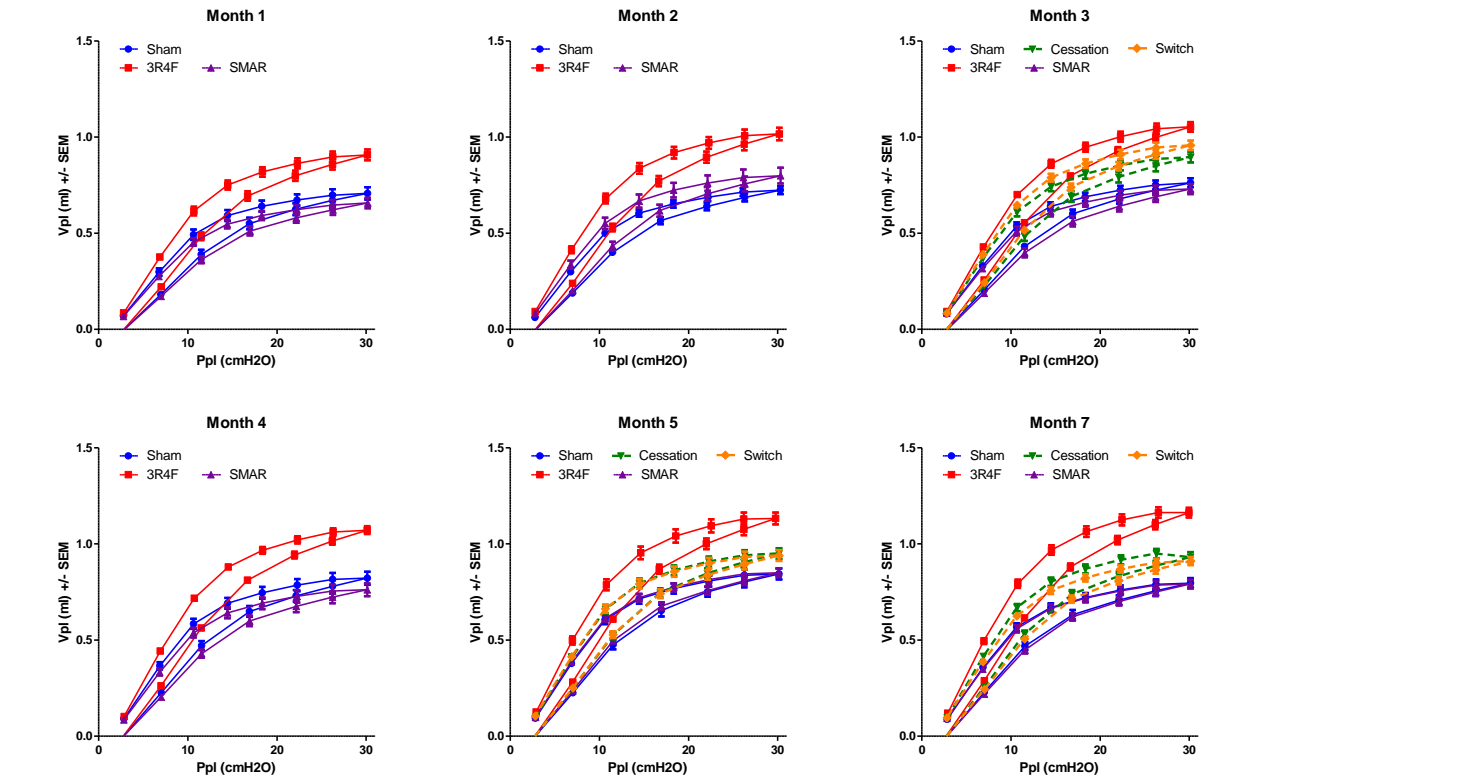 Month 1
Month 2
Month 3
1.5
Sham
3R4F
SMAR
1.0
0.5
0.0
Vpl (ml) +/- SEM
0
10
20
30
Ppl (cmH2O)
1.5
Sham
3R4F
SMAR
1.0
0.5
0.0
Vpl (ml) +/- SEM
0
10
20
30
Ppl (cmH2O)
1.5
Sham
Cessation
Switch
3R4F
SMAR
1.0
0.5
0.0
Vpl (ml) +/- SEM
0
10
20
30
Ppl (cmH2O)
Month 4
Month 5
Month 7
1.5
Sham
3R4F
SMAR
1.0
0.5
0.0
Vpl (ml) +/- SEM
0
10
20
30
Ppl (cmH2O)
1.5
Sham
Cessation
Switch
3R4F
SMAR
1.0
0.5
0.0
Vpl (ml) +/- SEM
0
10
20
30
Ppl (cmH2O)
1.5
Sham
Cessation
Switch
3R4F
SMAR
1.0
0.5
0.0
Vpl (ml) +/- SEM
0
10
20
30
Ppl (cmH2O)